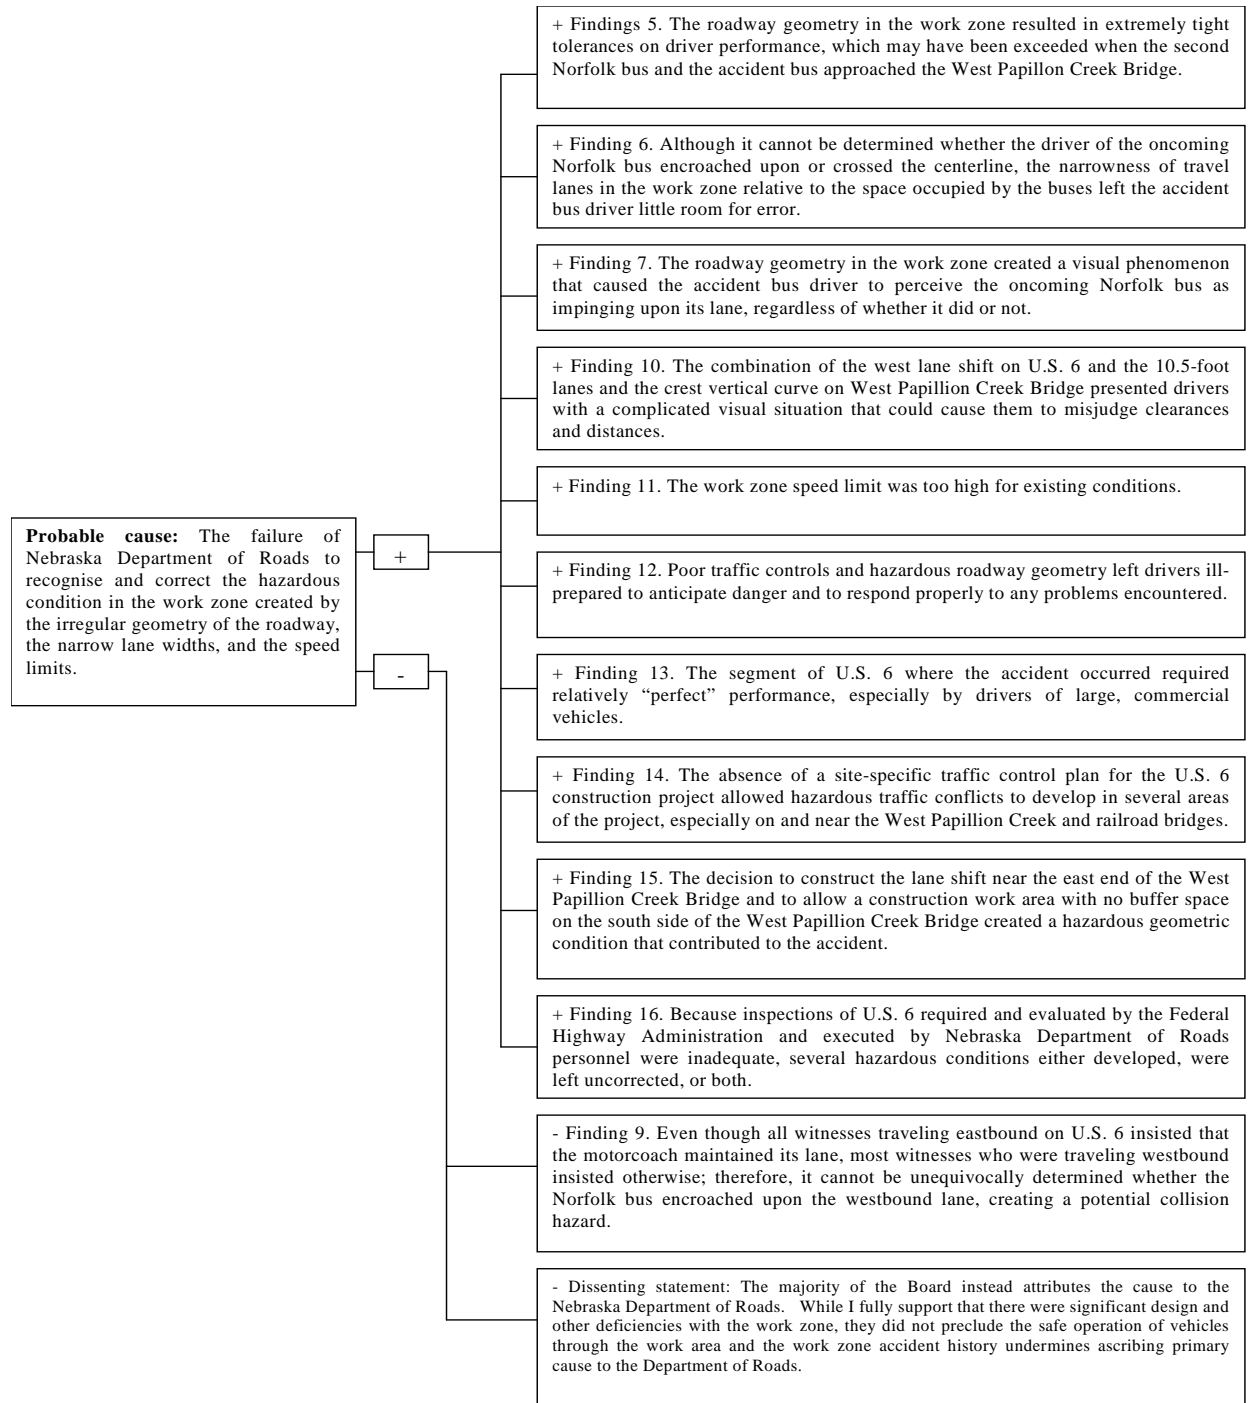 + Findings 5. The roadway geometry in the work zone resulted in extremely tight
tolerances on driver performance, which may have been exceeded when the second
Norfolk bus and the accident bus approached the West Papillon Creek Bridge.
+ Finding 6. Although it cannot be determined whether the driver of the oncoming
Norfolk bus encroached upon or crossed the centerline, the narrowness of travel
lanes in the work zone relative to the space occupied by the buses left the accident
bus driver little room for error.
+ Finding 7. The roadway geometry in the work zone created a visual phenomenon
that caused the accident bus driver to perceive the oncoming Norfolk bus as
impinging upon its lane, regardless of whether it did or not.
+ Finding 10. The combination of the west lane shift on U.S. 6 and the 10.5-foot
lanes and the crest vertical curve on West Papillion Creek Bridge presented drivers
with a complicated visual situation that could cause them to misjudge clearances
and distances.
+ Finding 11. The work zone speed limit was too high for existing conditions.
Probable cause: The failure of
Nebraska Department of Roads to
recognise and correct the hazardous
condition in the work zone created by
the irregular geometry of the roadway,
the narrow lane widths, and the speed
limits.
+
-
+ Finding 12. Poor traffic controls and hazardous roadway geometry left drivers ill-
prepared to anticipate danger and to respond properly to any problems encountered.
+ Finding 13. The segment of U.S. 6 where the accident occurred required
relatively “perfect” performance, especially by drivers of large, commercial
vehicles.
+ Finding 14. The absence of a site-specific traffic control plan for the U.S. 6
construction project allowed hazardous traffic conflicts to develop in several areas
of the project, especially on and near the West Papillion Creek and railroad bridges.
+ Finding 15. The decision to construct the lane shift near the east end of the West
Papillion Creek Bridge and to allow a construction work area with no buffer space
on the south side of the West Papillion Creek Bridge created a hazardous geometric
condition that contributed to the accident.
+ Finding 16. Because inspections of U.S. 6 required and evaluated by the Federal
Highway Administration and executed by Nebraska Department of Roads
personnel were inadequate, several hazardous conditions either developed, were
left uncorrected, or both.
- Finding 9. Even though all witnesses traveling eastbound on U.S. 6 insisted that
the motorcoach maintained its lane, most witnesses who were traveling westbound
insisted otherwise; therefore, it cannot be unequivocally determined whether the
Norfolk bus encroached upon the westbound lane, creating a potential collision
hazard.
- Dissenting statement: The majority of the Board instead attributes the cause to the
Nebraska Department of Roads. While I fully support that there were significant design and
other deficiencies with the work zone, they did not preclude the safe operation of vehicles
through the work area and the work zone accident history undermines ascribing primary
cause to the Department of Roads.